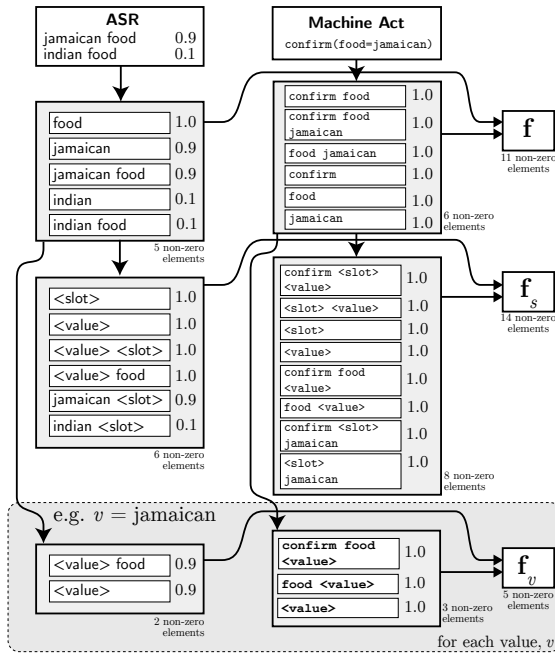 ASR
jamaican food 0.9
indian food 0.1
Machine Act
confirm(food=jamaican)
food 1.0
jamaican 0.9
jamaican food 0.9
indian 0.1
indian food 0.1
5 non-zero
elements
confirm food 1.0
confirm food
jamaican 1.0
food jamaican 1.0
confirm 1.0
food 1.0
jamaican 1.0
6 non-zero
elements
f
11 non-zero
elements
<slot> 1.0
<value> 1.0
<value> <slot> 1.0
<value> food 1.0
jamaican <slot> 0.9
indian <slot> 0.1
6 non-zero
elements
confirm <slot>
<value> 1.0
<slot> <value> 1.0
<slot> 1.0
<value> 1.0
confirm food
<value> 1.0
food <value> 1.0
confirm <slot>
jamaican 1.0
<slot>
jamaican 1.0
8 non-zero
elements
f_s
14 non-zero
elements
e.g. v = jamaican
<value> food 0.9
<value> 0.9
2 non-zero
elements
confirm food
<value> 1.0
food <value> 1.0
<value> 1.0
3 non-zero
elements
f_v
5 non-zero
elements
for each value, v